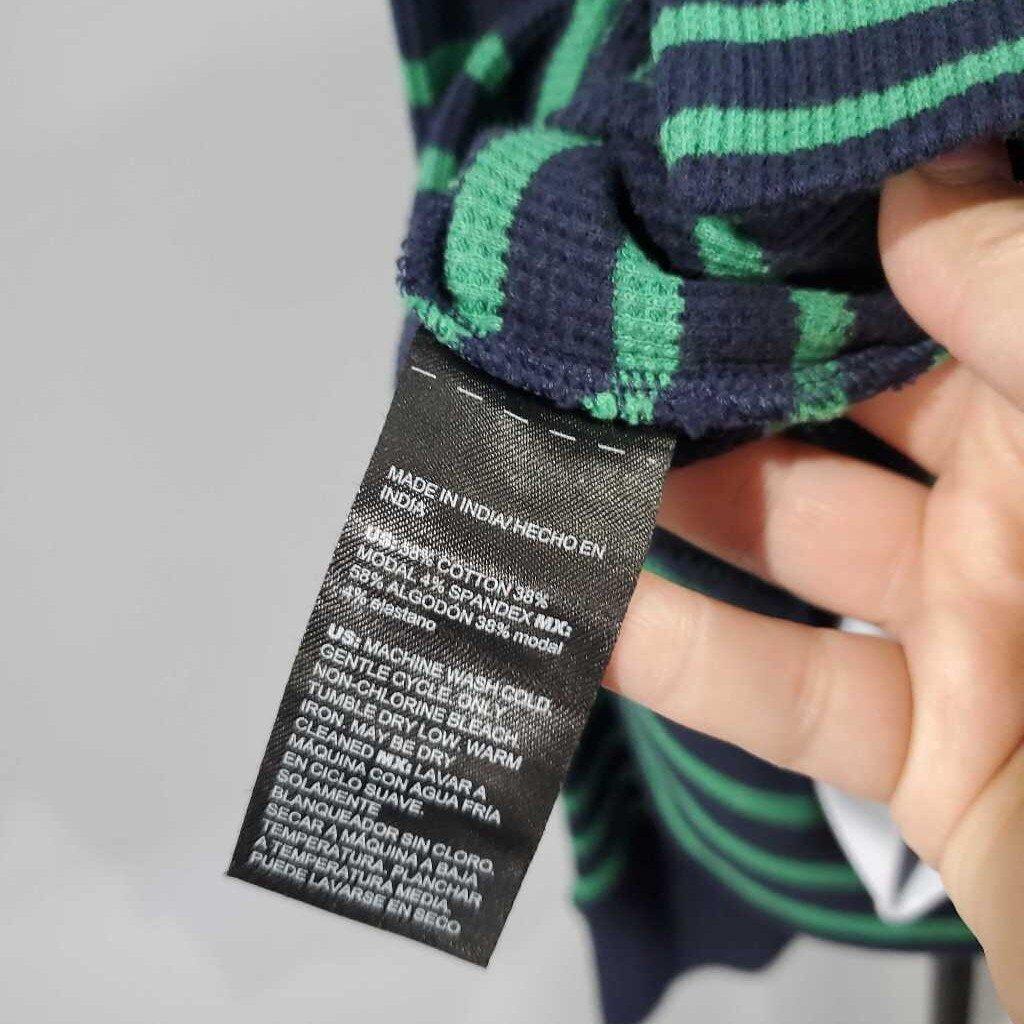 MADE IN INDIA/ HECHO EN
INDIA
US: 58% COTTON 38%
MODAL 4% SPANDEX MX:
58% ALGODÓN 38% modal
4% elastano
US: MACHINE WASH COLD,
GENTLE CYCLE. ONLY
NON-CHLORINE BLEACH.
TUMBLE DRY LOW. WARM
IRON. MAY BE DRY
CLEANED MX: LAVAR A
MÁQUINA CON AGUA FRÍA
EN CICLO SUAVE.
SOLAMENTE
BLANQUEADOR SIN CLORO.
SECAR A MÁQUINA A BAJA
TEMPERATURA. PLANCHAR
A TEMPERATURA MEDIA.
PUEDE LAVARSE EN SECO